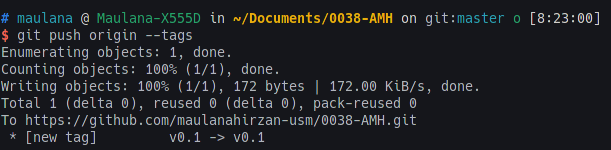 # maulana @ Maulana-X555D in ~/Documents/0038-AMH on git:master o [8:23:00]
$ git push origin --tags
Enumerating objects: 1, done.
Counting objects: 100% (1/1), done.
Writing objects: 100% (1/1), 172 bytes | 172.00 KiB/s, done.
Total 1 (delta 0), reused 0 (delta 0), pack-reused 0
To https://github.com/maulanahirzan-usm/0038-AMH.git
 * [new tag]         v0.1 -> v0.1